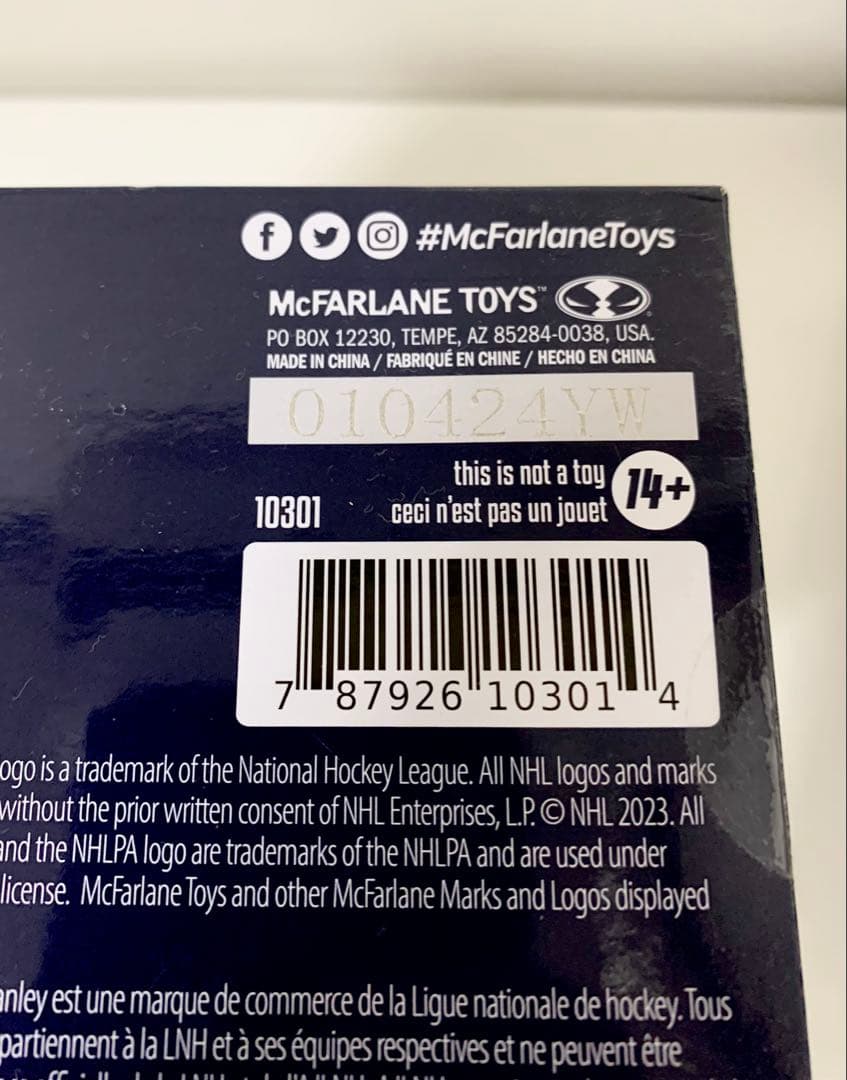 #McFarlaneToys
McFARLANE TOYS™
PO BOX 12230, TEMPE, AZ 85284-0038, USA.
MADE IN CHINA / FABRIQUÉ EN CHINE / HECHO EN CHINA
010424YW
this is not a toy
14+
10301 ceci n'est pas un jouet
7 87926 10301 4
ogo is a trademark of the National Hockey League. All NHL logos and marks
without the prior written consent of NHL Enterprises, L.P. © NHL 2023. All
and the NHLPA logo are trademarks of the NHLPA and are used under
license. McFarlane Toys and other McFarlane Marks and Logos displayed
anley est une marque de commerce de la Ligue nationale de hockey. Tous
partiennent à la LNH et à ses équipes respectives et ne peuvent être